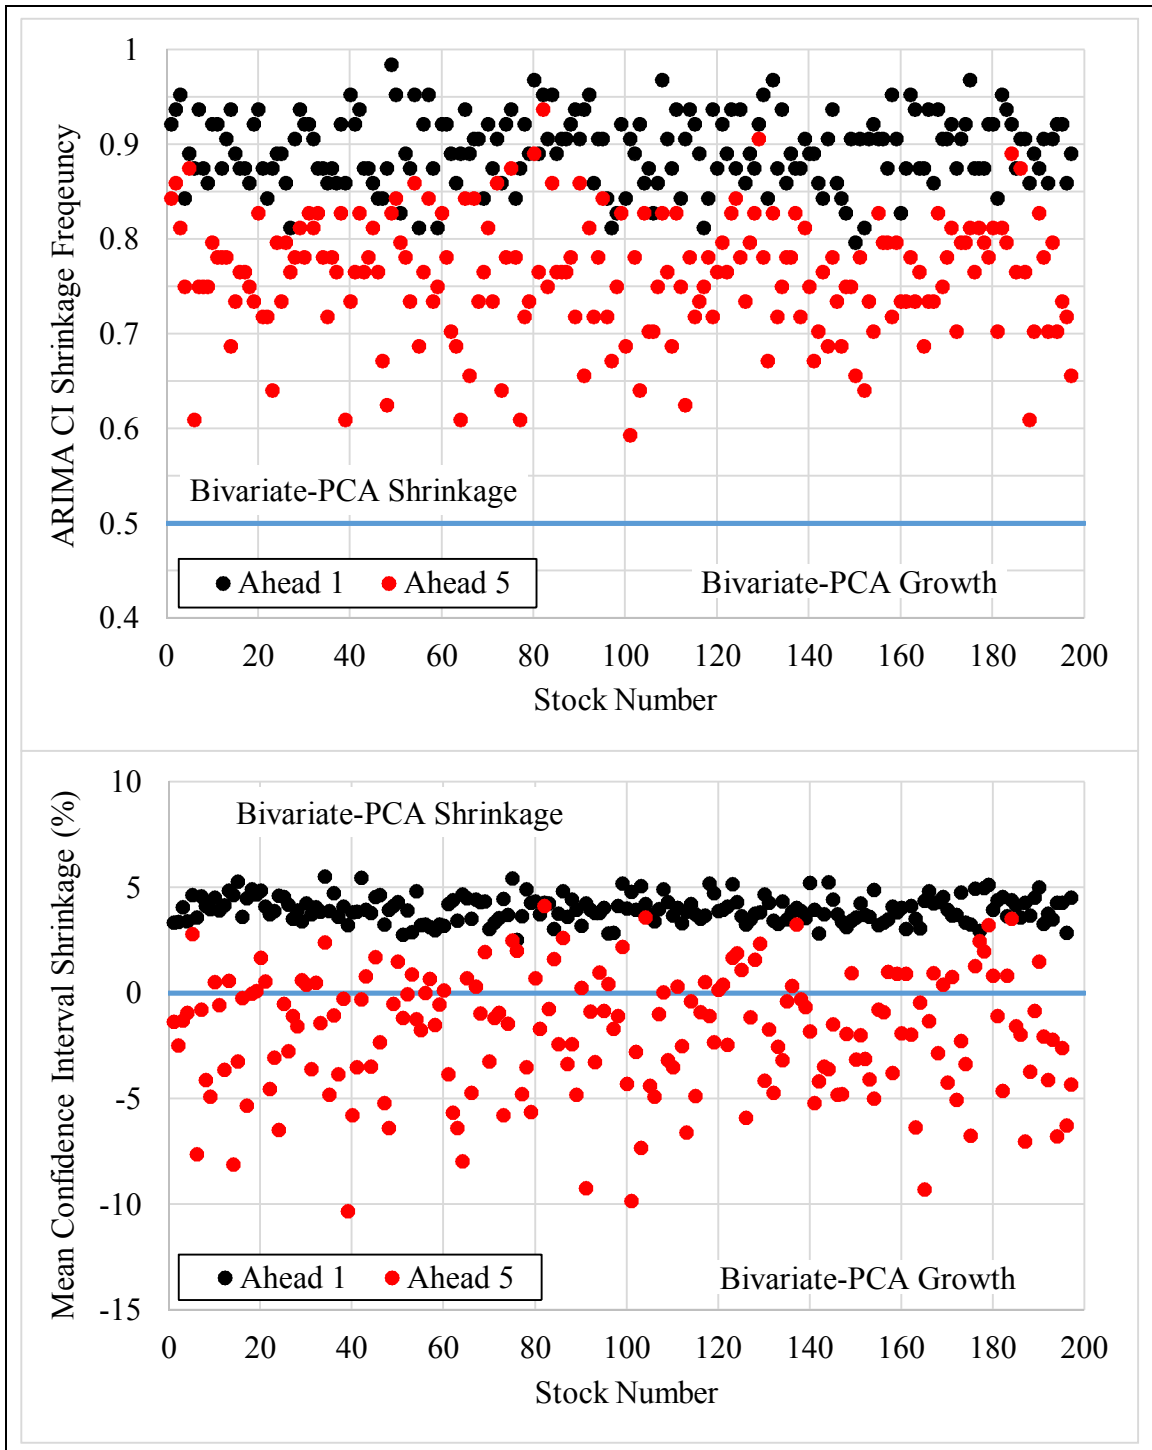 ARIMA CI Shrinkage Freqeuncy
1
0.9
0.8
0.7
0.6
0.5
0.4
Bivariate-PCA Shrinkage
Ahead 1 Ahead 5
Bivariate-PCA Growth
0 20 40 60 80 100 120 140 160 180 200
Stock Number
Mean Confidence Interval Shrinkage (%)
10
5
0
-5
-10
-15
Bivariate-PCA Shrinkage
Ahead 1 Ahead 5
Bivariate-PCA Growth
0 20 40 60 80 100 120 140 160 180 200
Stock Number